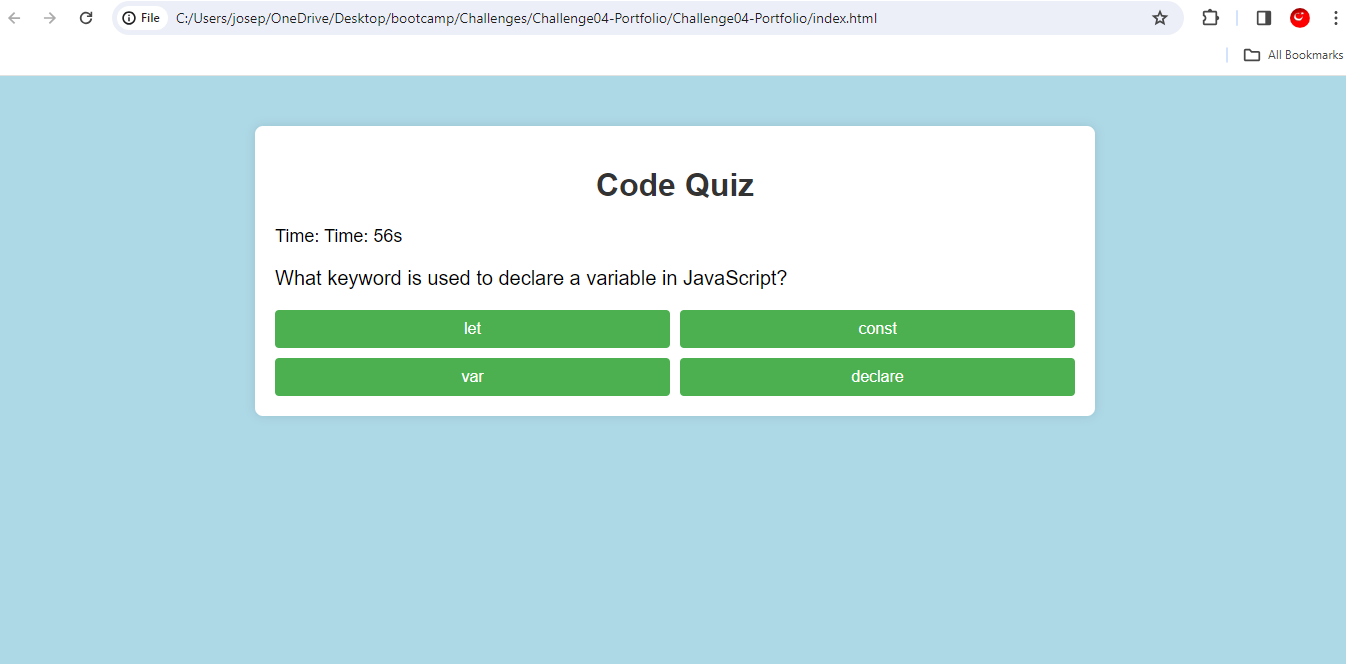 File C:/Users/josep/OneDrive/Desktop/bootcamp/Challenges/Challenge04-Portfolio/Challenge04-Portfolio/index.html
All Bookmarks
Code Quiz
Time: Time: 56s
What keyword is used to declare a variable in JavaScript?
let const
var declare